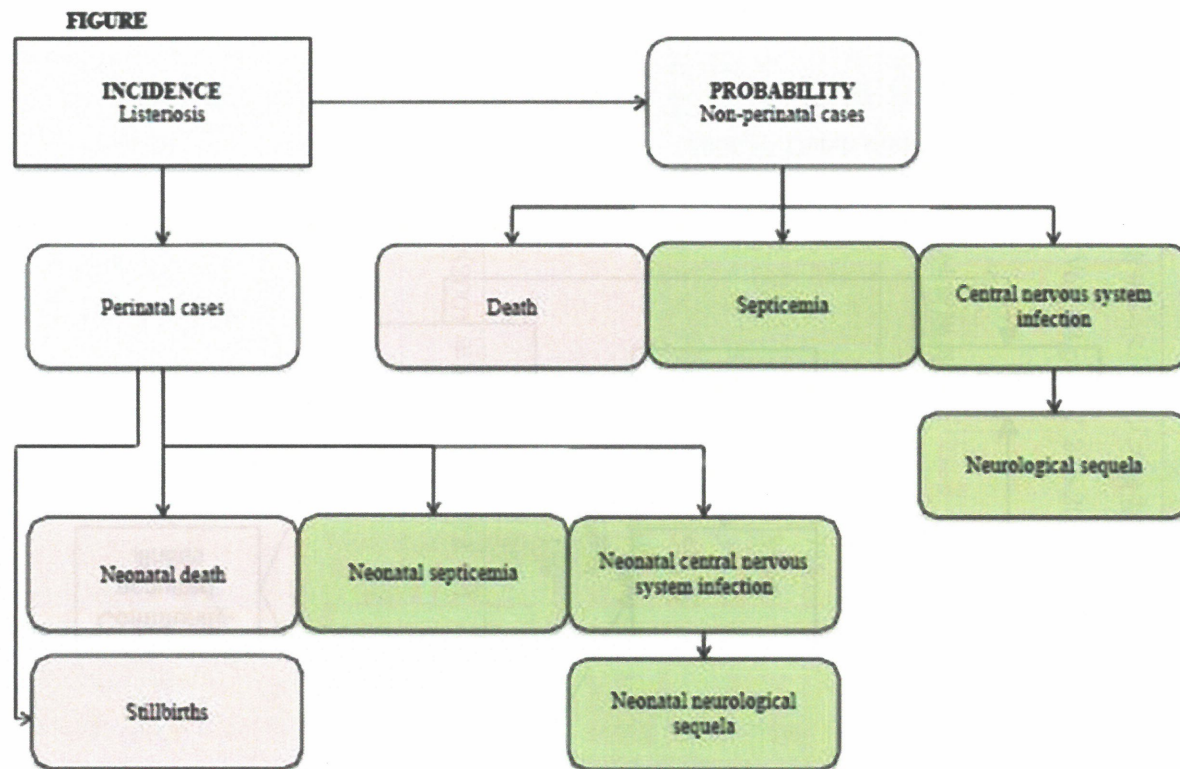 FIGURE
INCIDENCE
Listeriosis
PROBABILITY
Non-perinatal cases
Perinatal cases
Death
Septicemia
Central nervous system
infection
Neurological sequela
Neonatal death
Neonatal septicemia
Neonatal central nervous
system infection
Stillbirths
Neonatal neurological
sequela